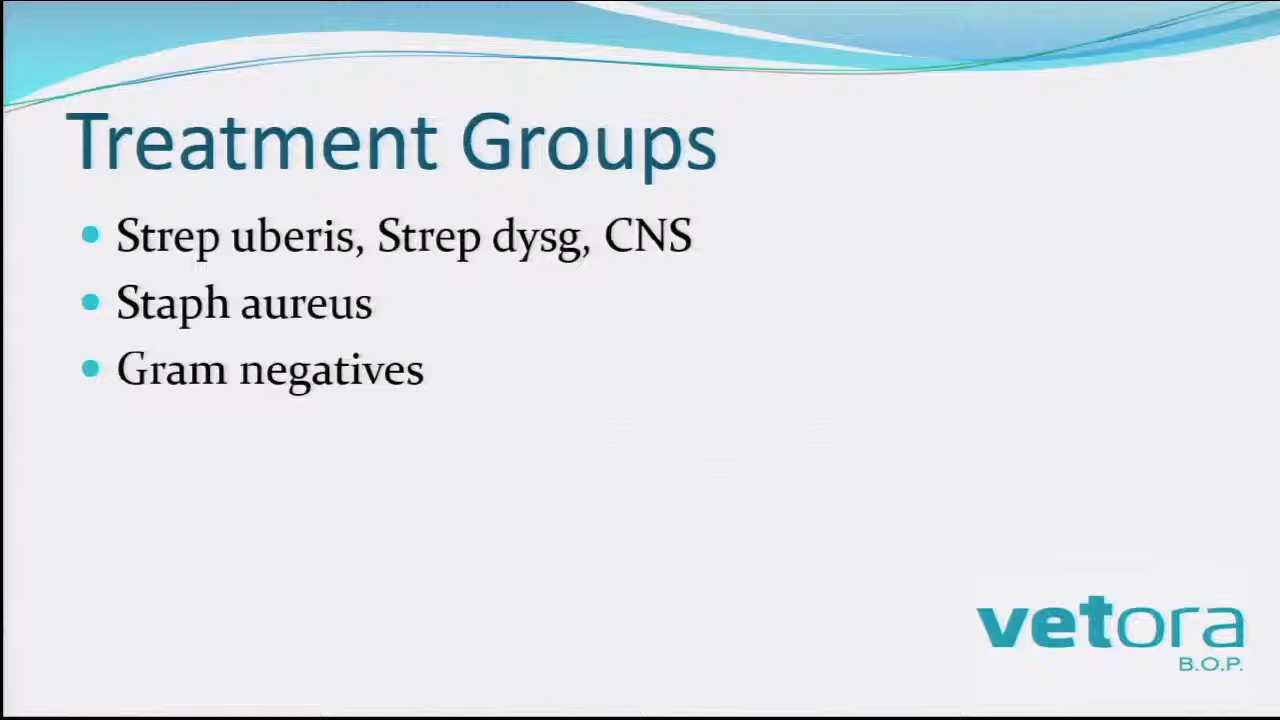 Treatment Groups
Strep uberis, Strep dysg, CNS
Staph aureus
Gram negatives
vetora
B.O.P.